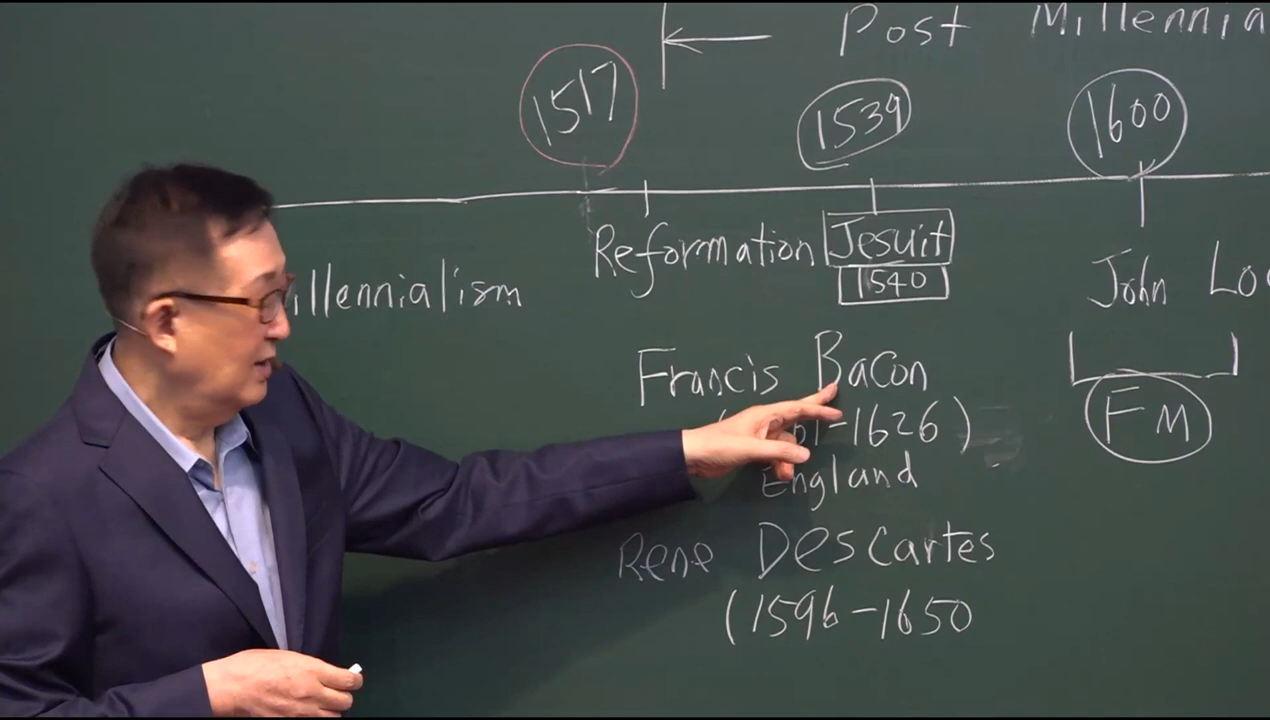 Post Millennia
1517
1539
1600
Reformation
Jesuit
1540
John Lo
illennialism
Francis Bacon
61-1626)
England
FM
Rene Descartes
(1596-1650